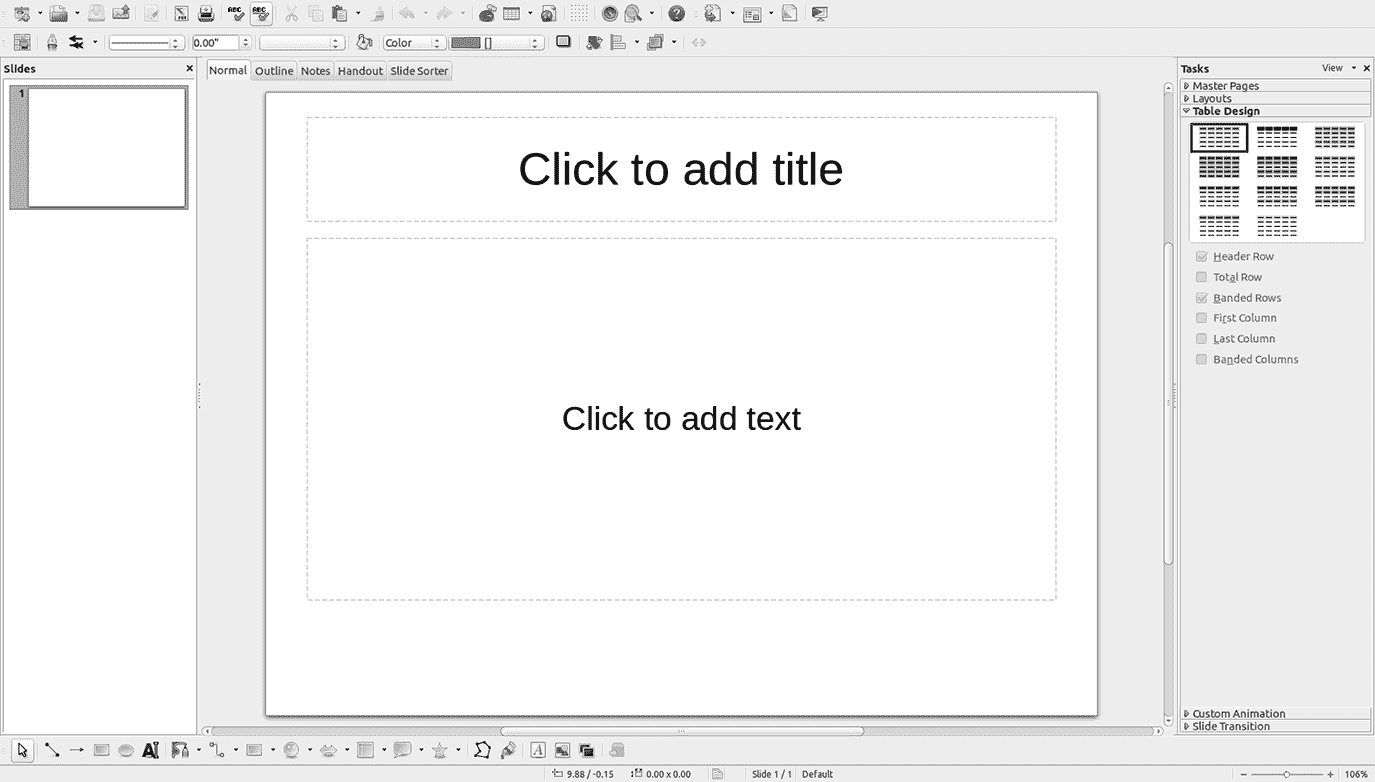 ABC ABC
0.00" Color []
Slides
1
Normal Outline Notes Handout Slide Sorter
Click to add title
Click to add text
Tasks View
Master Pages
Layouts
Table Design
Header Row
Total Row
Banded Rows
First Column
Last Column
Banded Columns
Custom Animation
Slide Transition
9.88 / -0.15 0.00 x 0.00 Slide 1 / 1 Default 106%